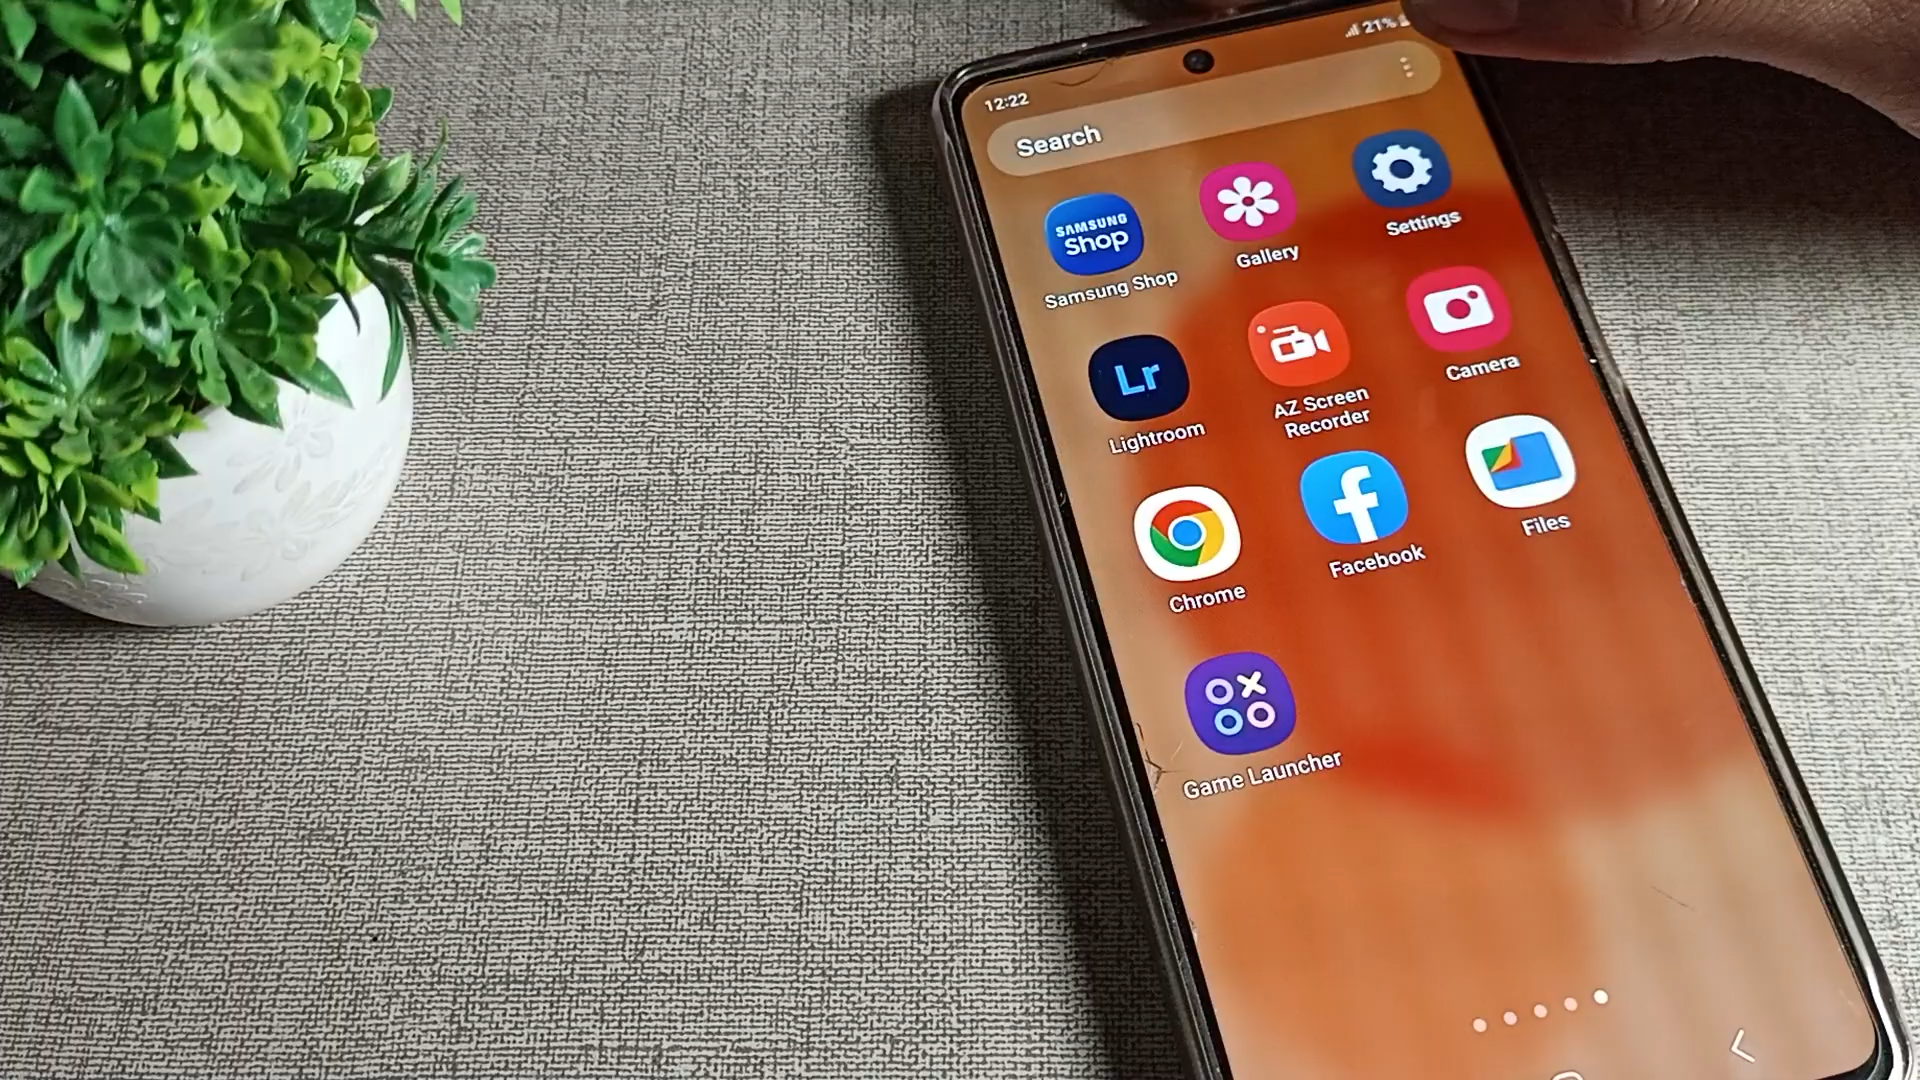 12:22
21%
Search
SAMSUNG
Shop
Samsung Shop
Gallery
Settings
Lr
Lightroom
AZ Screen
Recorder
Camera
Chrome
Facebook
Files
Game Launcher